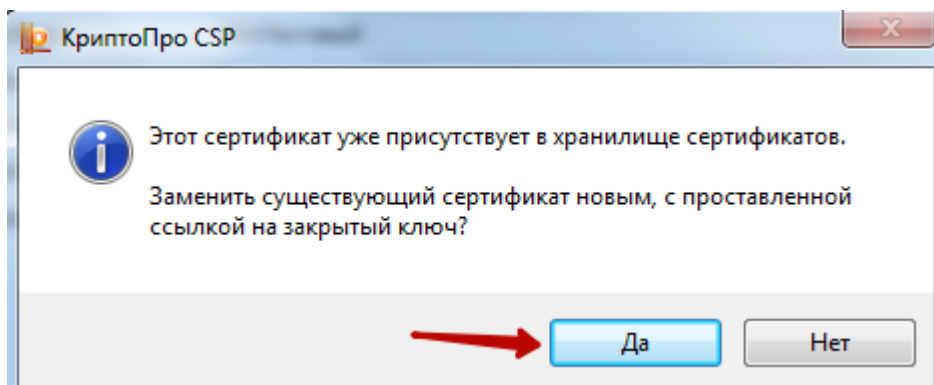 КриптоПро CSP
Этот сертификат уже присутствует в хранилище сертификатов.
Заменить существующий сертификат новым, с проставленной
ссылкой на закрытый ключ?
Да
Нет